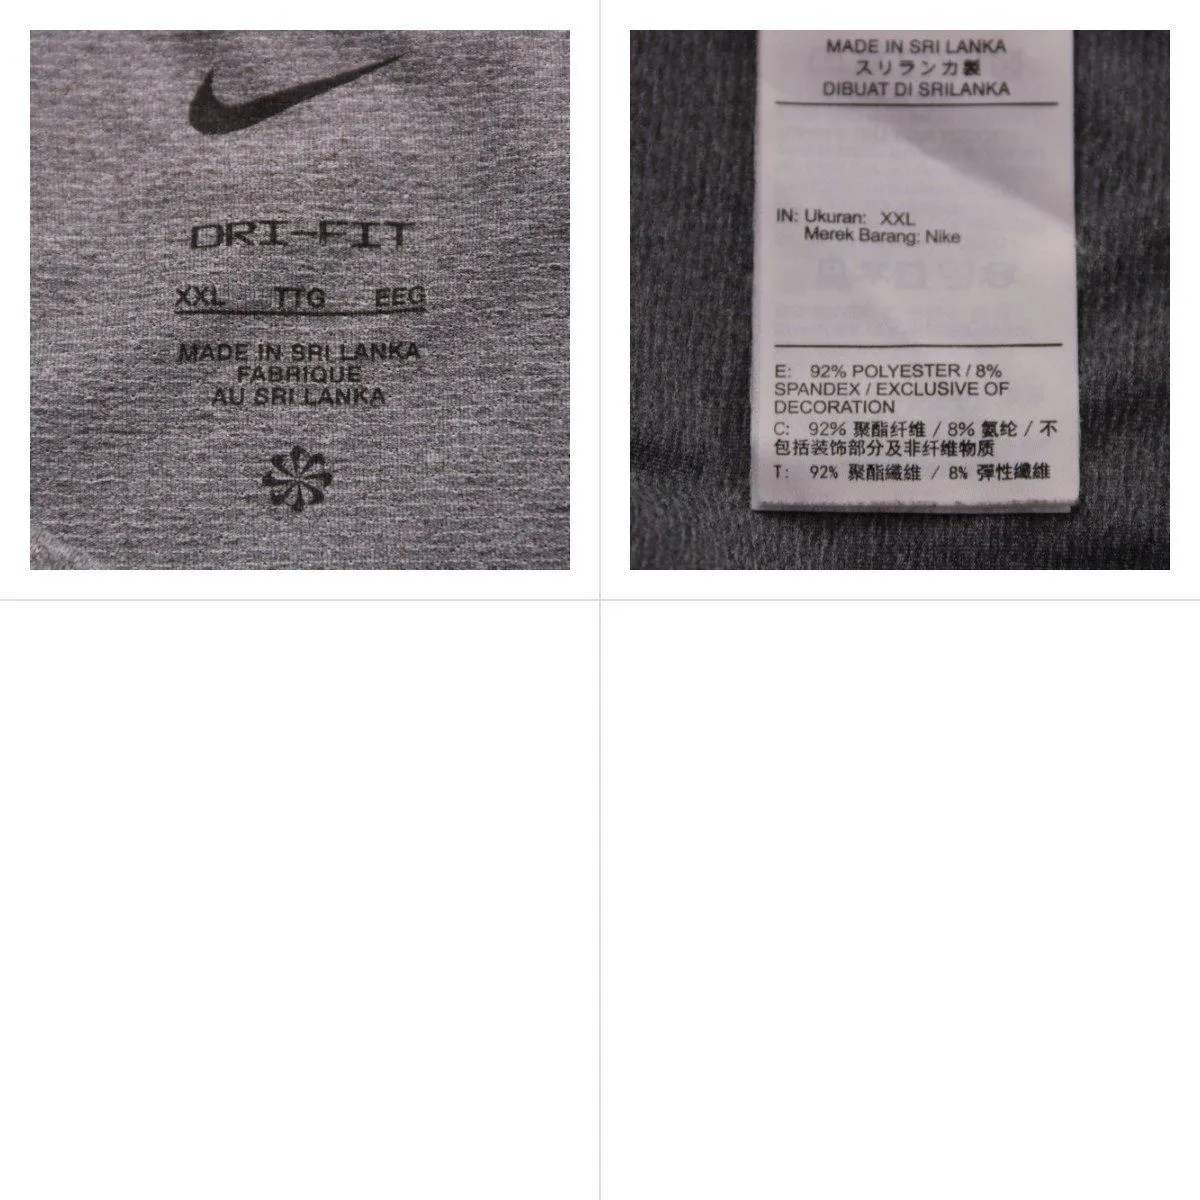 DRI-FIT
XXL TTG EEG
MADE IN SRI LANKA
FABRIQUE
AU SRI LANKA
MADE IN SRI LANKA
スリランカ製
DIBUAT DI SRILANKA
IN: Ukuran: XXL
Merek Barang: Nike
E: 92% POLYESTER / 8%
SPANDEX / EXCLUSIVE OF
DECORATION
C: 92% 聚酯纤维 / 8% 氨纶 / 不
包括装饰部分及非纤维物质
T: 92% 聚酯纖維 / 8% 彈性纖維